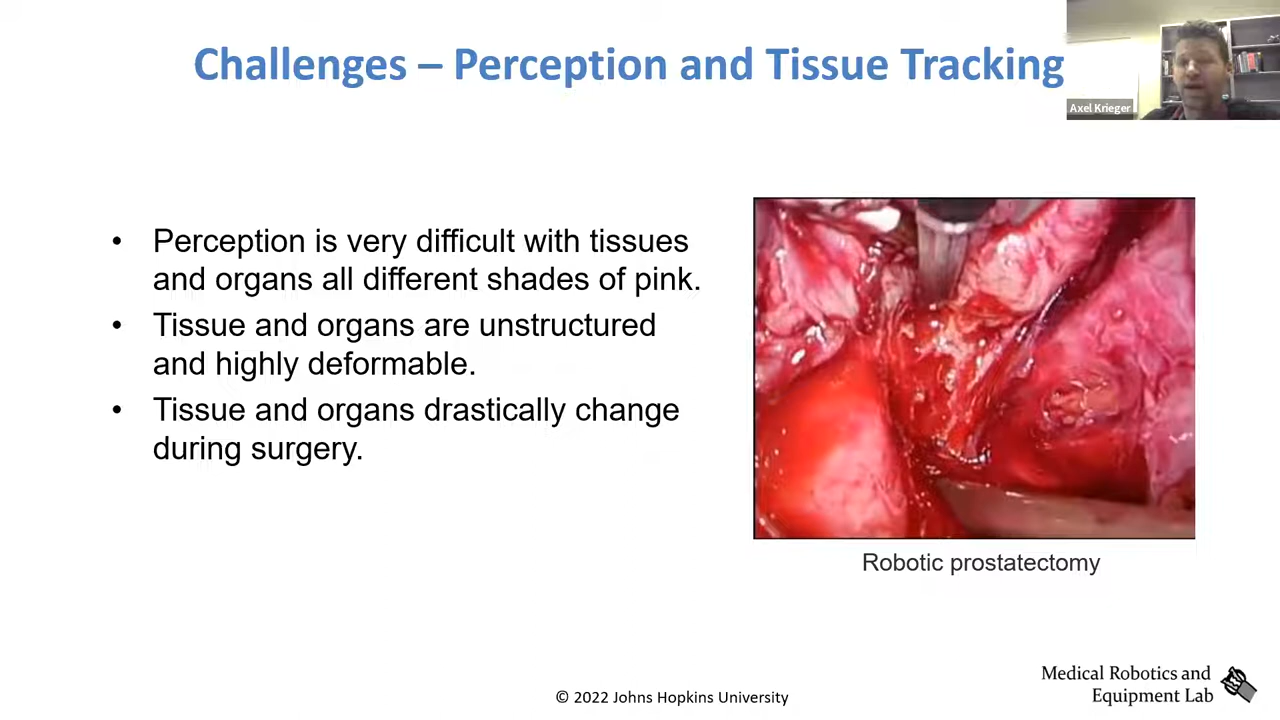 Challenges – Perception and Tissue Tracking
Axel Krieger
• Perception is very difficult with tissues
and organs all different shades of pink.
• Tissue and organs are unstructured
and highly deformable.
• Tissue and organs drastically change
during surgery.
Robotic prostatectomy
© 2022 Johns Hopkins University
Medical Robotics and
Equipment Lab